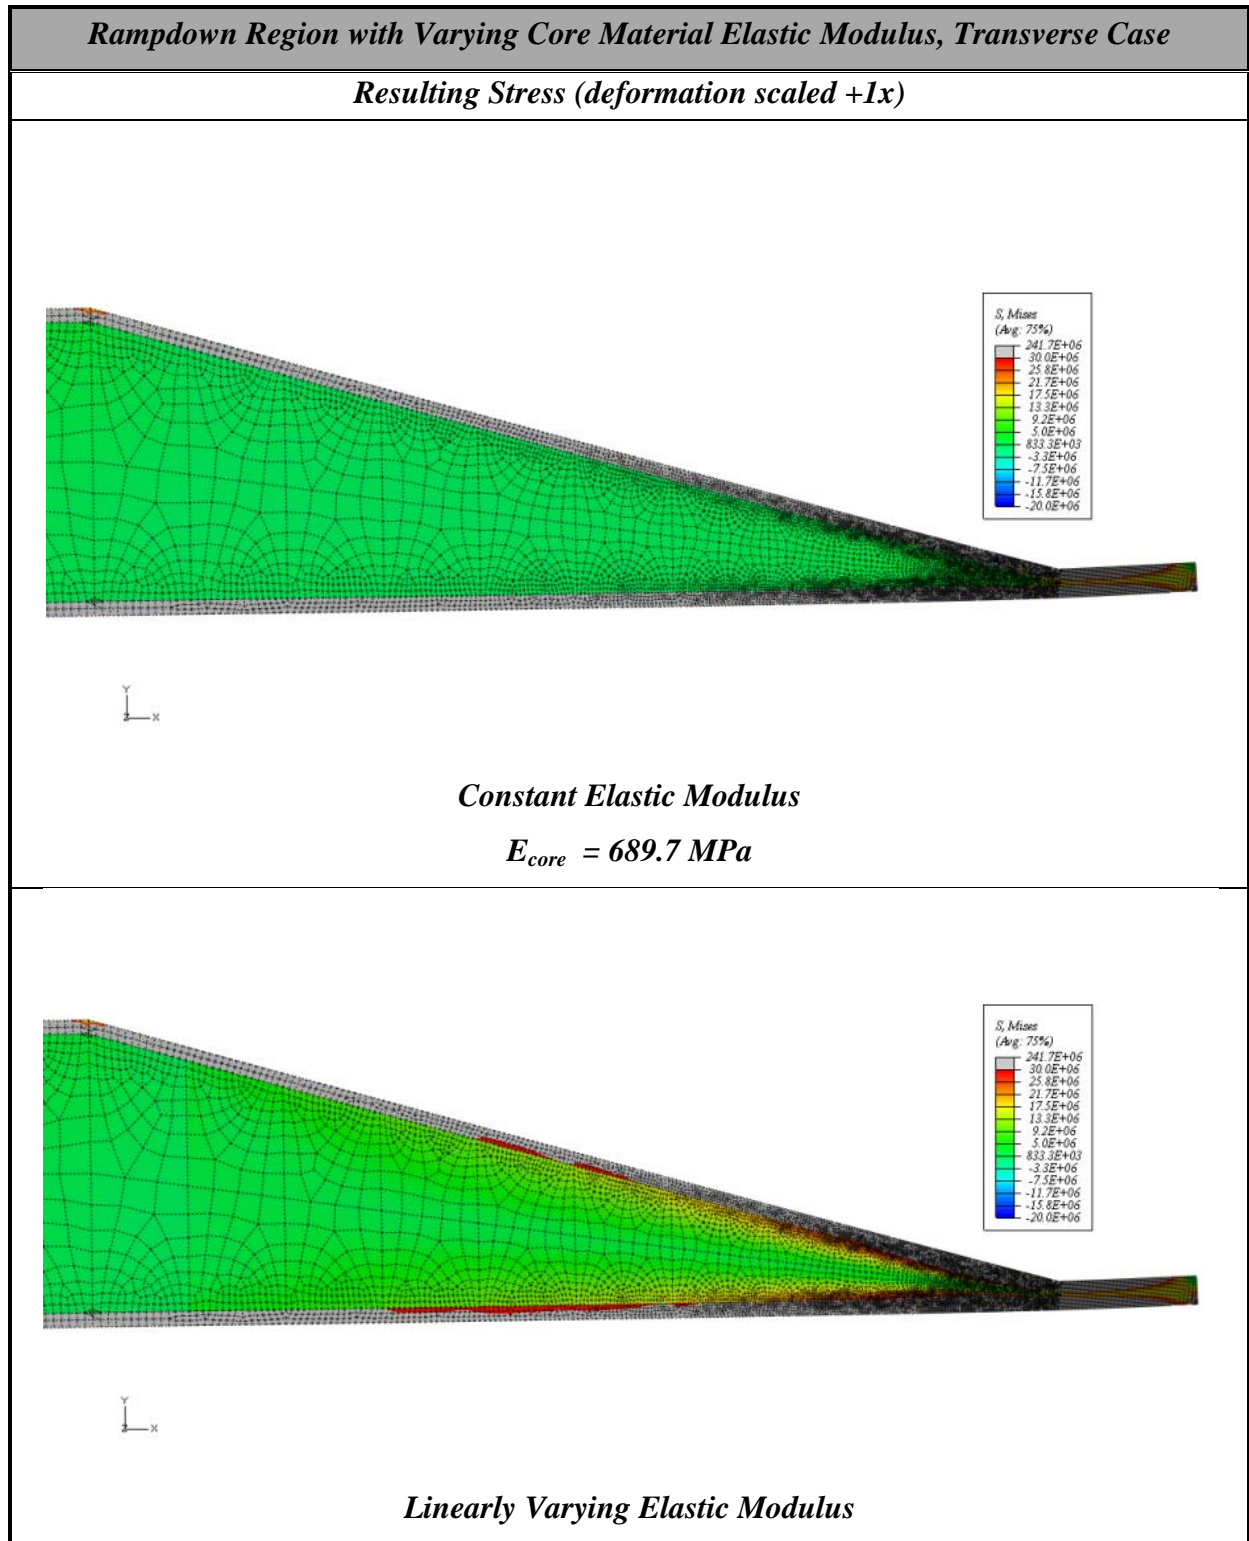 Rampdown Region with Varying Core Material Elastic Modulus, Transverse Case
Resulting Stress (deformation scaled +1x)
S, Mises
(Avg: 75%)
241.7E+06
30.0E+06
25.8E+06
21.7E+06
17.5E+06
13.3E+06
9.2E+06
5.0E+06
833.3E+03
-3.3E+06
-7.5E+06
-11.7E+06
-15.8E+06
-20.0E+06
Y
Z X
Constant Elastic Modulus
E_core = 689.7 MPa
S, Mises
(Avg: 75%)
241.7E+06
30.0E+06
25.8E+06
21.7E+06
17.5E+06
13.3E+06
9.2E+06
5.0E+06
833.3E+03
-3.3E+06
-7.5E+06
-11.7E+06
-15.8E+06
-20.0E+06
Y
Z X
Linearly Varying Elastic Modulus